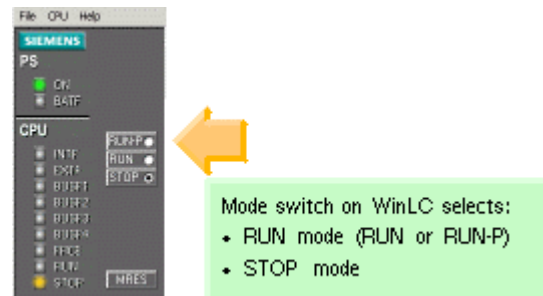 File CPU Help
SIEMENS
PS
ON
BATF
CPU
INTF
EXTF
BUSF1
BUSF2
BUSF3
BUSF4
FRCE
RUN
STOP
RUN-P
RUN
STOP
MRES
Mode switch on WinLC selects:
• RUN mode (RUN or RUN-P)
• STOP mode